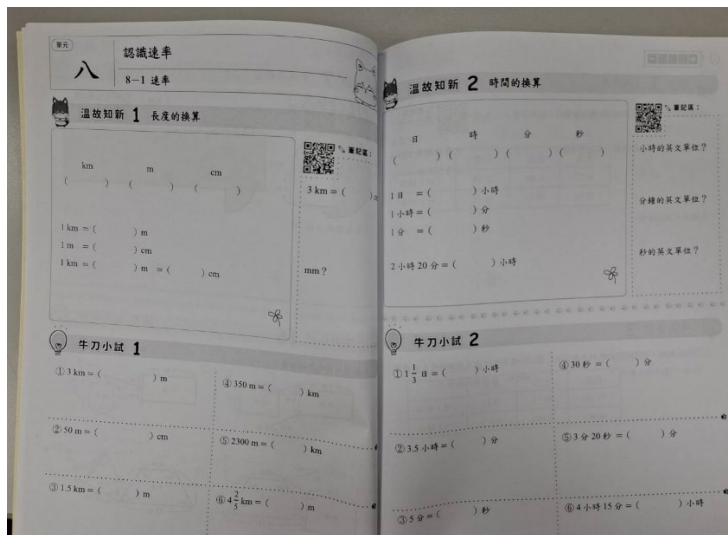 單元
八
認識速率
8-1 速率
溫故知新 1 長度的換算
筆記區：
km m cm
( ) ( ) ( )
3 km = ( )
1 km = ( ) m
1 m = ( ) cm
1 km = ( ) m = ( ) cm
mm？
牛刀小試 1
① 3 km = ( ) m
④ 350 m = ( ) km
② 50 m = ( ) cm
⑤ 2300 m = ( ) km
③ 1.5 km = ( ) m
⑥ 4 2/5 km = ( ) m
溫故知新 2 時間的換算
筆記區：
日 時 分 秒
( ) ( ) ( ) ( )
小時的英文單位？
1 日 = ( ) 小時
1 小時 = ( ) 分
分鐘的英文單位？
1 分 = ( ) 秒
秒的英文單位？
2 小時 20 分 = ( ) 小時
牛刀小試 2
① 1 1/3 日 = ( ) 小時
④ 30 秒 = ( ) 分
② 3.5 小時 = ( ) 分
⑤ 3 分 20 秒 = ( ) 分
③ 5 分 = ( ) 秒
⑥ 4 小時 15 分 = ( ) 小時